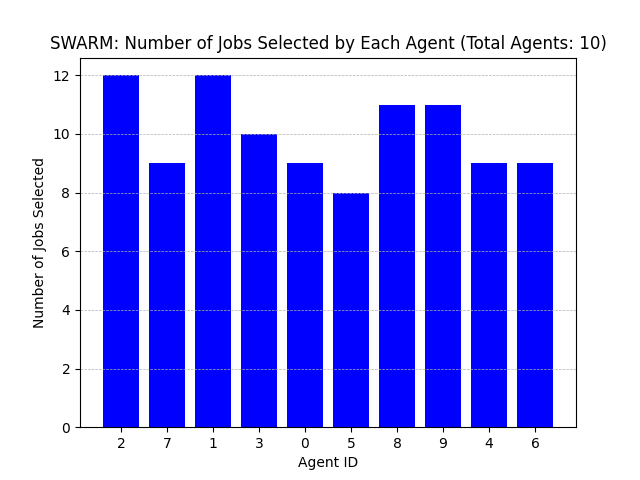 SWARM: Number of Jobs Selected by Each Agent (Total Agents: 10)
12
10
8
6
4
2
0
Number of Jobs Selected
2 7 1 3 0 5 8 9 4 6
Agent ID